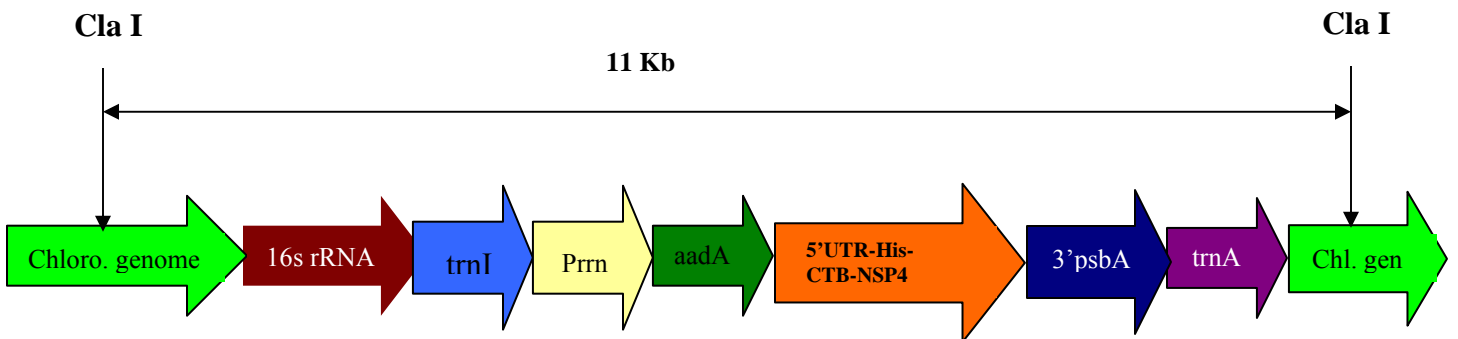 Cla I
Cla I
11 Kb
Chloro. genome
16s rRNA
trnI
Prrn
aadA
5’UTR-His-
CTB-NSP4
3’psbA
trnA
Chl. gen